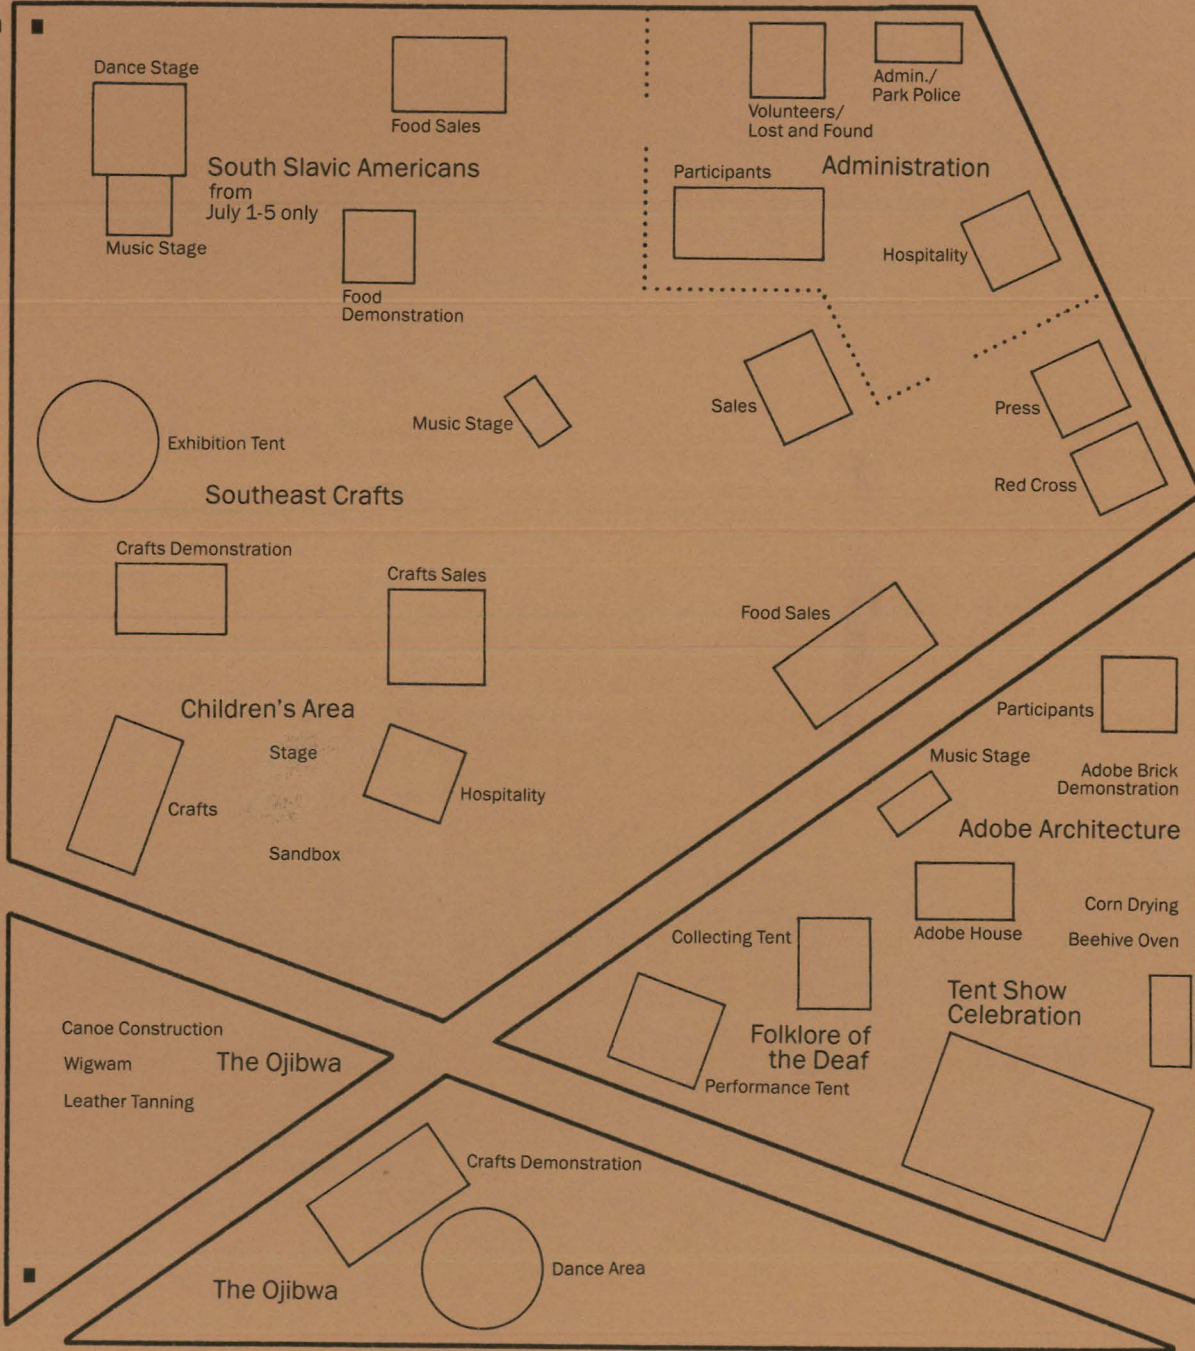 Dance Stage
Food Sales
South Slavic Americans
from
July 1-5 only
Music Stage
Food
Demonstration
Volunteers/
Lost and Found
Admin./
Park Police
Participants
Administration
Hospitality
Exhibition Tent
Music Stage
Sales
Press
Red Cross
Southeast Crafts
Crafts Demonstration
Crafts Sales
Food Sales
Children's Area
Stage
Crafts
Hospitality
Sandbox
Participants
Music Stage
Adobe Brick
Demonstration
Adobe Architecture
Adobe House
Corn Drying
Beehive Oven
Collecting Tent
Folklore of
the Deaf
Performance Tent
Tent Show
Celebration
Canoe Construction
Wigwam
The Ojibwa
Leather Tanning
Crafts Demonstration
Dance Area
The Ojibwa